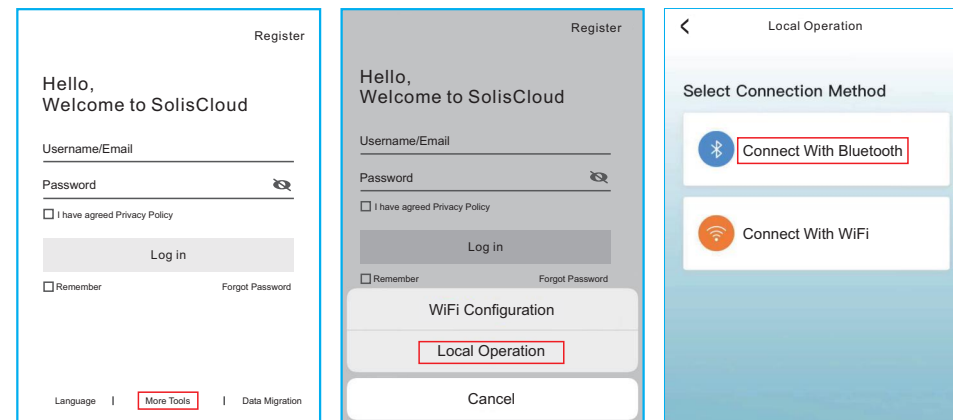 Register
Hello,
Welcome to SolisCloud
Username/Email
Password
I have agreed Privacy Policy
Log in
Remember Forgot Password
Language | More Tools | Data Migration
Register
Hello,
Welcome to SolisCloud
Username/Email
Password
I have agreed Privacy Policy
Log in
Remember Forgot Password
WiFi Configuration
Local Operation
Cancel
Local Operation
Select Connection Method
Connect With Bluetooth
Connect With WiFi